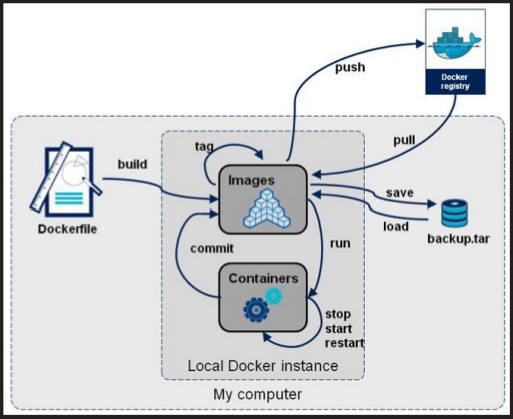 Docker
registry
push
pull
tag
build
Images
save
load
Dockerfile
backup.tar
commit
run
Containers
stop
start
restart
Local Docker instance
My computer